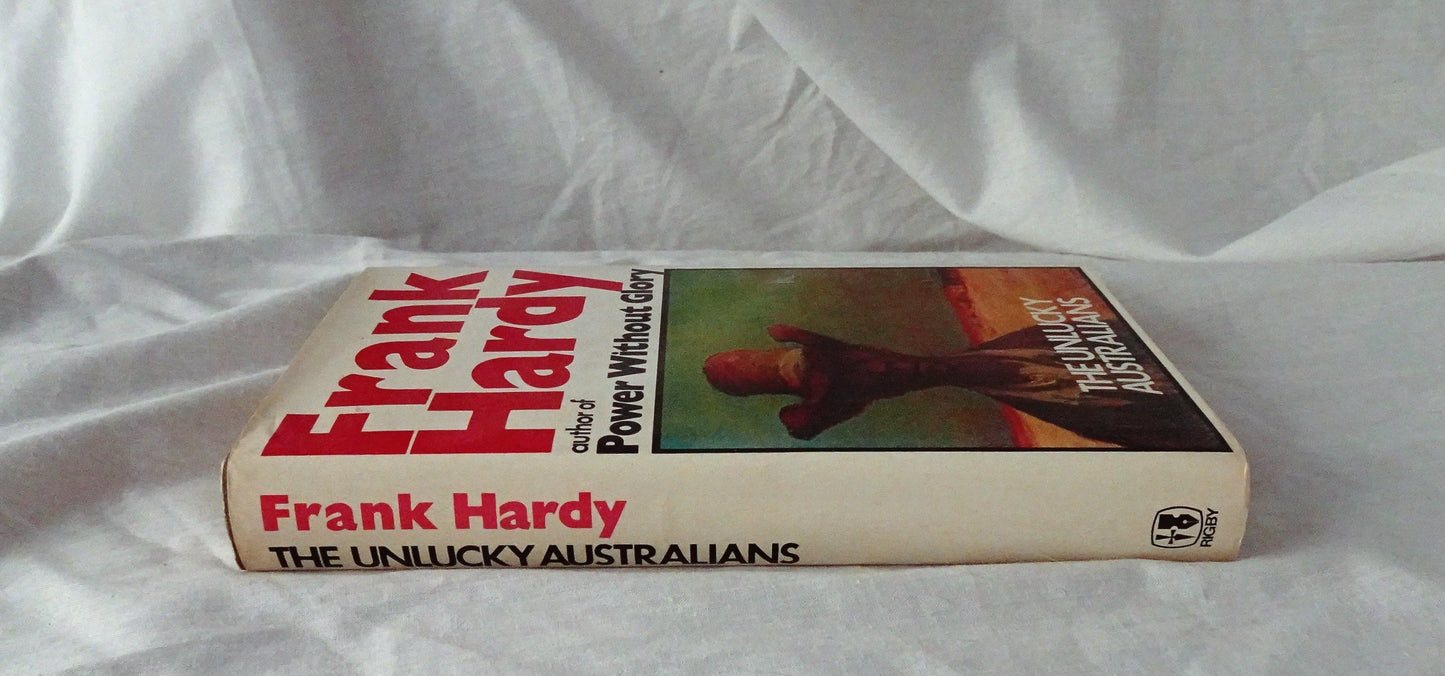 Frank
Hardy
author of
Power Without Glory
THE UNLUCKY
AUSTRALIANS
Frank Hardy
THE UNLUCKY AUSTRALIANS
RIGBY